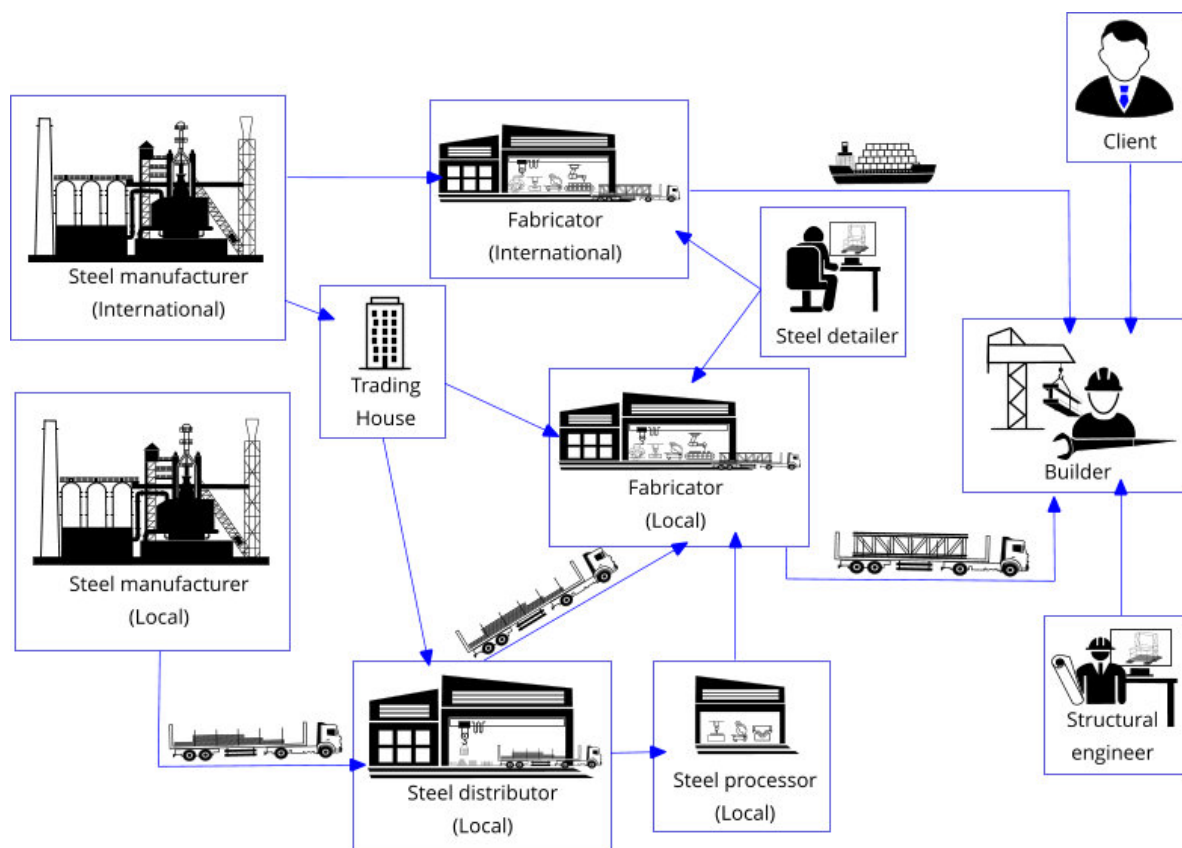 Client
Fabricator
(International)
Steel manufacturer
(International)
Steel detailer
Trading
House
Builder
Fabricator
(Local)
Steel manufacturer
(Local)
Structural
engineer
Steel distributor
(Local)
Steel processor
(Local)